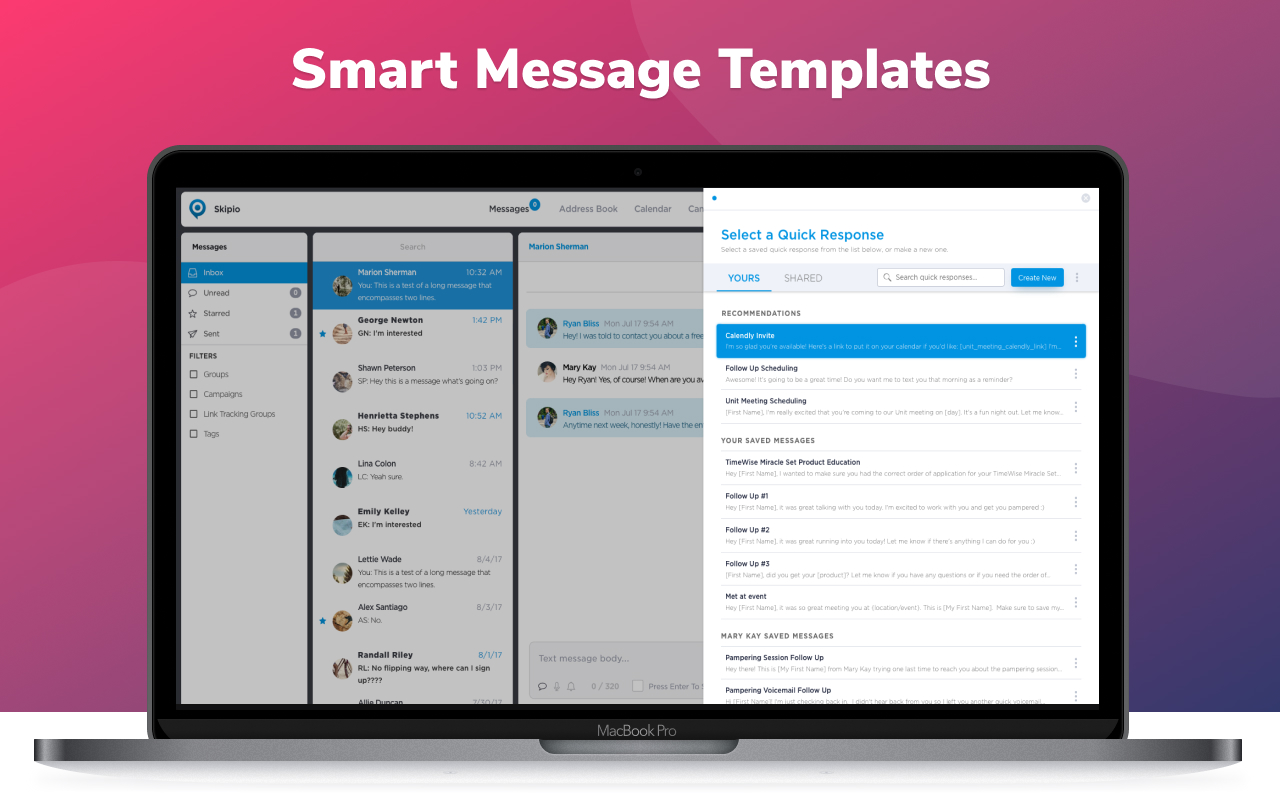 Smart Message Templates
Skipio
Messages 0
Address Book
Calendar
Messages
Inbox
Unread 0
Starred 1
Sent 1
FILTERS
Groups
Campaigns
Link Tracking Groups
Tags
Search
Marion Sherman 10:32 AM
You: This is a test of a long message that
encompasses two lines.
George Newton 1:42 PM
GN: I'm interested
Shawn Peterson 1:03 PM
SP: Hey this is a message what's going on?
Henrietta Stephens 10:52 AM
HS: Hey buddy!
Lina Colon 8:42 AM
LC: Yeah sure.
Emily Kelley Yesterday
EK: I'm interested
Lettie Wade 8/4/17
You: This is a test of a long message that
encompasses two lines.
Alex Santiago 8/3/17
AS: No.
Randall Riley 8/1/17
RL: No flipping way, where can I sign
up????
Allie Duncan 7/30/17
Marion Sherman
Ryan Bliss Mon Jul 17 9:54 AM
Hey! I was told to contact you about a free
Mary Kay Mon Jul 17 9:54 AM
Hey Ryan! Yes, of course! When are you av
Ryan Bliss Mon Jul 17 9:54 AM
Anytime next week, honestly! Have the en
Text message body...
0 / 320
Press Enter To S
Select a Quick Response
Select a saved quick response from the list below, or make a new one.
YOURS
SHARED
Search quick responses...
Create New
RECOMMENDATIONS
Calendly Invite
I'm so glad you're available! Here's a link to put it on your calendar if you'd like: [unit_meeting_calendly_link] I'm...
Follow Up Scheduling
Awesome! It's going to be a great time! Do you want me to text you that morning as a reminder?
Unit Meeting Scheduling
[First Name], I'm really excited that you're coming to our Unit meeting on [day]. It's a fun night out. Let me know...
YOUR SAVED MESSAGES
TimeWise Miracle Set Product Education
Hey [First Name], I wanted to make sure you had the correct order of application for your TimeWise Miracle Set...
Follow Up #1
Hey [First Name], it was great talking with you today. I'm excited to work with you and get you pampered :)
Follow Up #2
Hey [First Name], it was great running into you today! Let me know if there's anything I can do for you :)
Follow Up #3
[First Name], did you get your [product]? Let me know if you have any questions or if you need the order of...
Met at event
Hey [First Name], it was so great meeting you at (location/event). This is [My First Name]. Make sure to save my...
MARY KAY SAVED MESSAGES
Pampering Session Follow Up
Hey there! This is [My First Name] from Mary Kay trying one last time to reach you about the pampering session...
Pampering Voicemail Follow Up
Hi [First Name]! I'm just checking back in. I didn't hear back from you so I left you another quick voicemail...
MacBook Pro